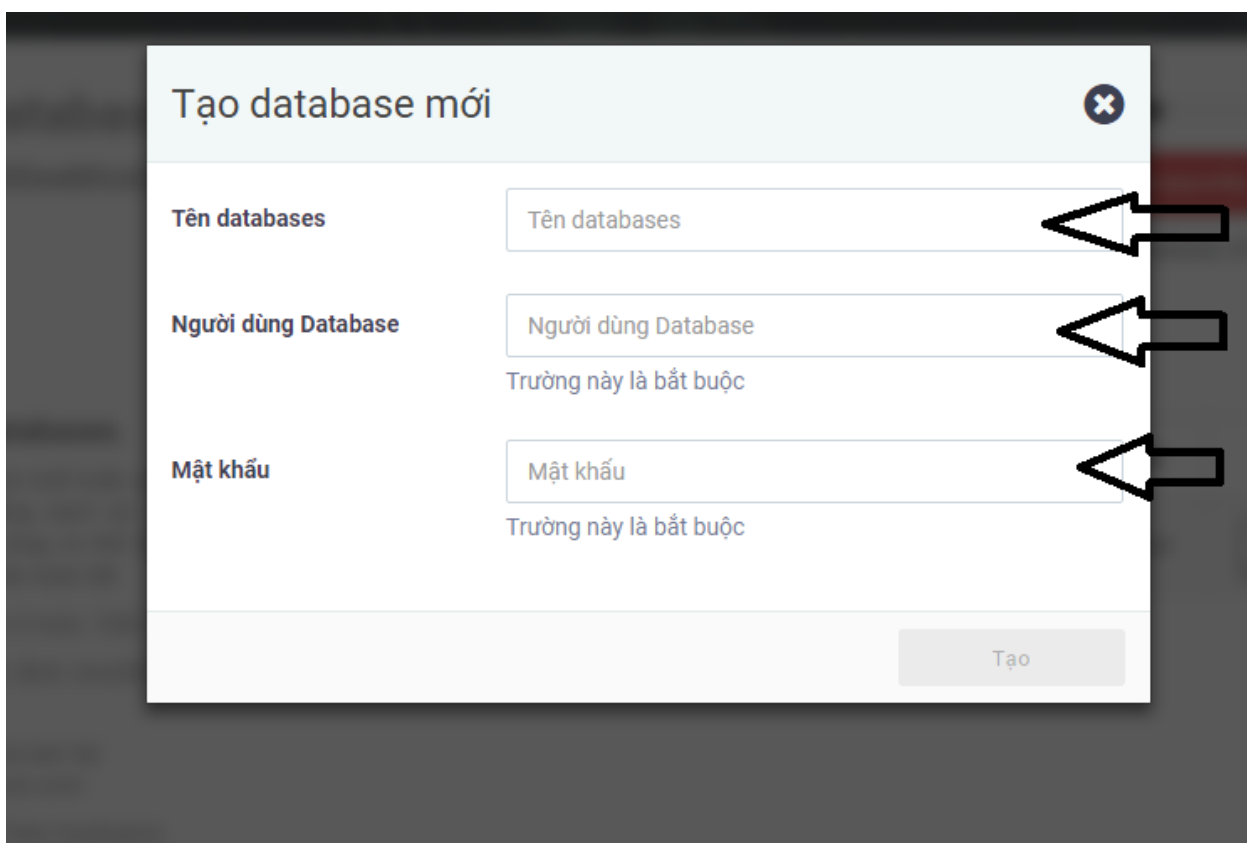 Tạo database mới
Tên databases
Tên databases
Người dùng Database
Người dùng Database
Trường này là bắt buộc
Mật khẩu
Mật khẩu
Trường này là bắt buộc
Tạo